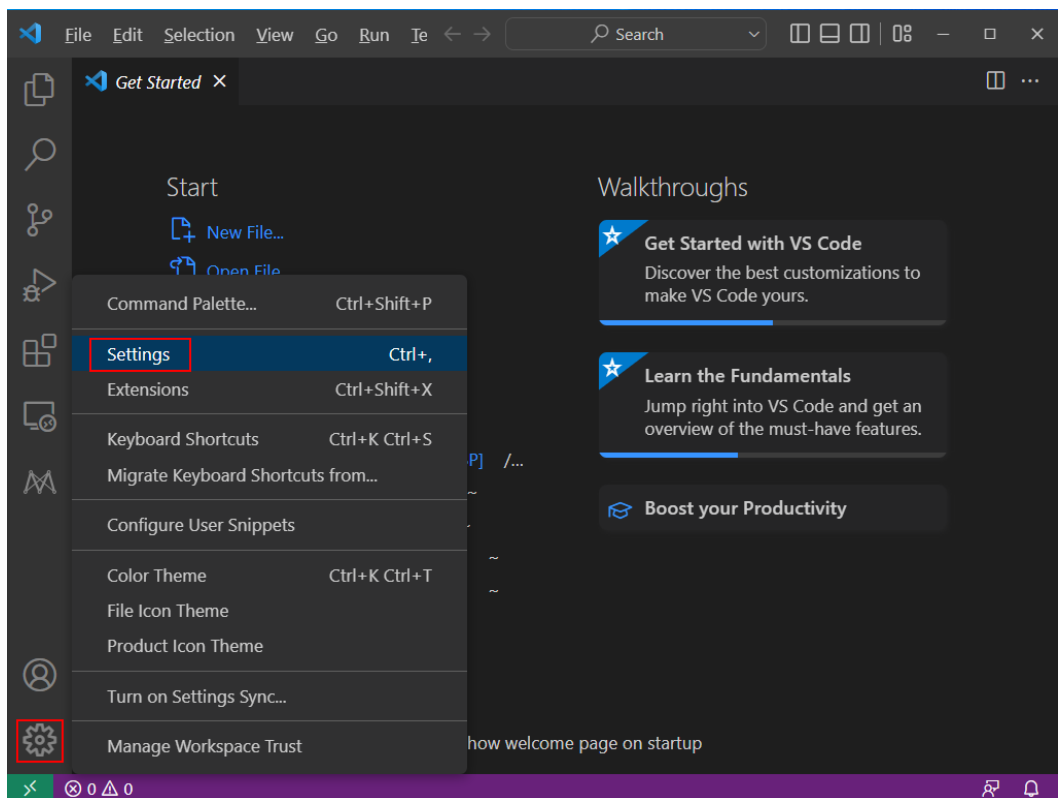 File Edit Selection View Go Run Te Search
Get Started
Start
New File...
Open File
Walkthroughs
Get Started with VS Code
Discover the best customizations to
make VS Code yours.
Learn the Fundamentals
Jump right into VS Code and get an
overview of the must-have features.
Boost your Productivity
Command Palette... Ctrl+Shift+P
Settings Ctrl+,
Extensions Ctrl+Shift+X
Keyboard Shortcuts Ctrl+K Ctrl+S
Migrate Keyboard Shortcuts from...
Configure User Snippets
Color Theme Ctrl+K Ctrl+T
File Icon Theme
Product Icon Theme
Turn on Settings Sync...
Manage Workspace Trust
P] /...
~
~
~
how welcome page on startup
0 0